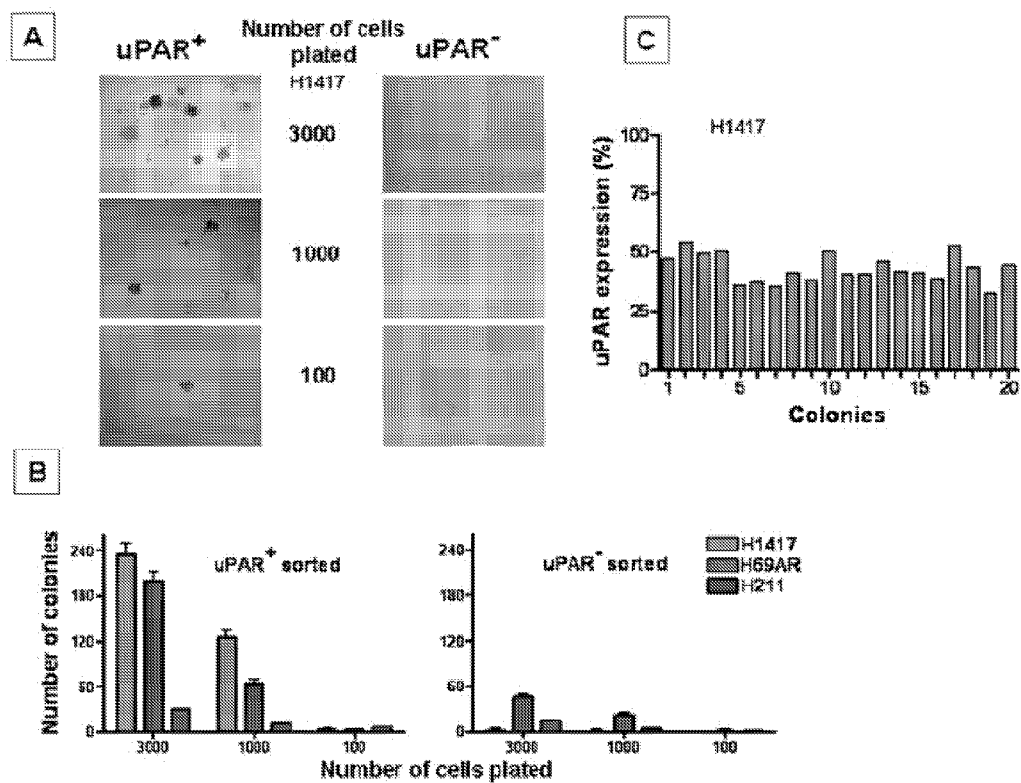 A
uPAR+
Number of cells
plated
uPAR-
H1417
3000
1000
100
C
H1417
100
75
50
25
0
uPAR expression (%)
1
5
10
15
20
Colonies
B
240
180
120
60
0
Number of colonies
uPAR+ sorted
3000
1000
100
240
180
120
60
0
uPAR- sorted
H1417
H69AR
H211
3000
1000
100
Number of cells plated